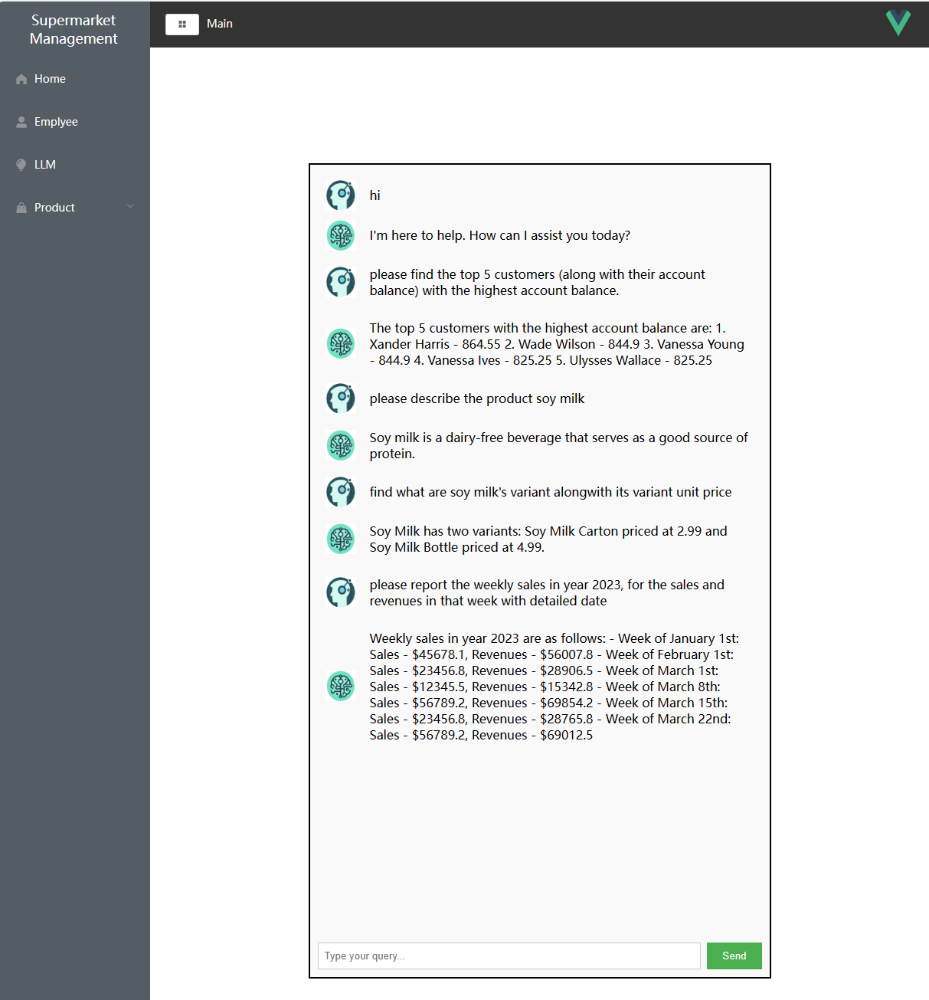 Supermarket
Management
Home
Emplyee
LLM
Product
Main
hi
I'm here to help. How can I assist you today?
please find the top 5 customers (along with their account
balance) with the highest account balance.
The top 5 customers with the highest account balance are: 1.
Xander Harris - 864.55 2. Wade Wilson - 844.9 3. Vanessa Young
- 844.9 4. Vanessa Ives - 825.25 5. Ulysses Wallace - 825.25
please describe the product soy milk
Soy milk is a dairy-free beverage that serves as a good source of
protein.
find what are soy milk's variant alongwith its variant unit price
Soy Milk has two variants: Soy Milk Carton priced at 2.99 and
Soy Milk Bottle priced at 4.99.
please report the weekly sales in year 2023, for the sales and
revenues in that week with detailed date
Weekly sales in year 2023 are as follows: - Week of January 1st:
Sales - $45678.1, Revenues - $56007.8 - Week of February 1st:
Sales - $23456.8, Revenues - $28906.5 - Week of March 1st:
Sales - $12345.5, Revenues - $15342.8 - Week of March 8th:
Sales - $56789.2, Revenues - $69854.2 - Week of March 15th:
Sales - $23456.8, Revenues - $28765.8 - Week of March 22nd:
Sales - $56789.2, Revenues - $69012.5
Type your query...
Send